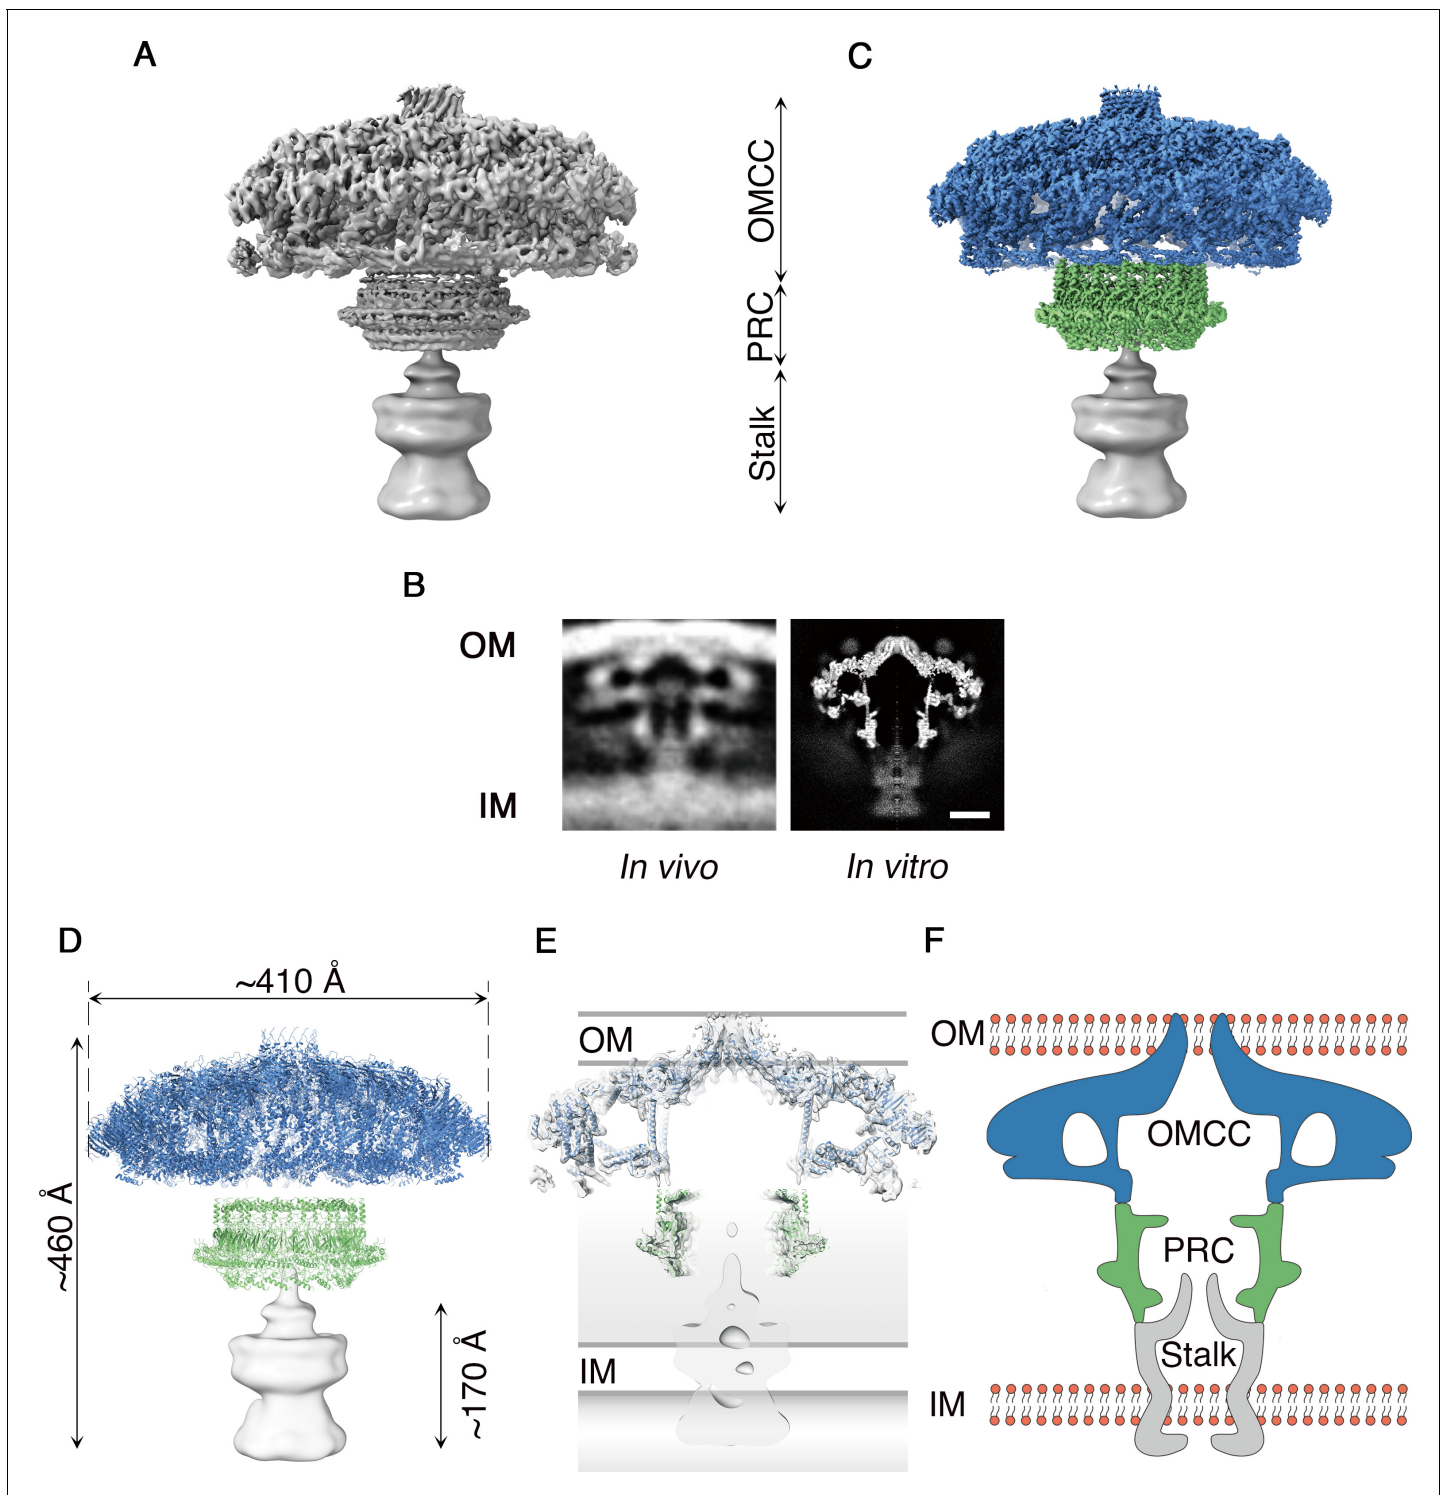 A
C
OMCC
PRC
Stalk
B
OM
IM
In vivo
In vitro
D
E
F
~410 Å
~460 Å
~170 Å
OM
IM
OM
OMCC
PRC
Stalk
IM